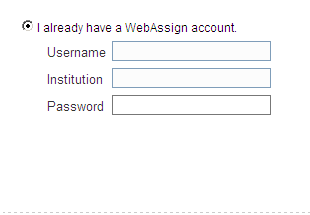 I already have a WebAssign account.
Username
Institution
Password